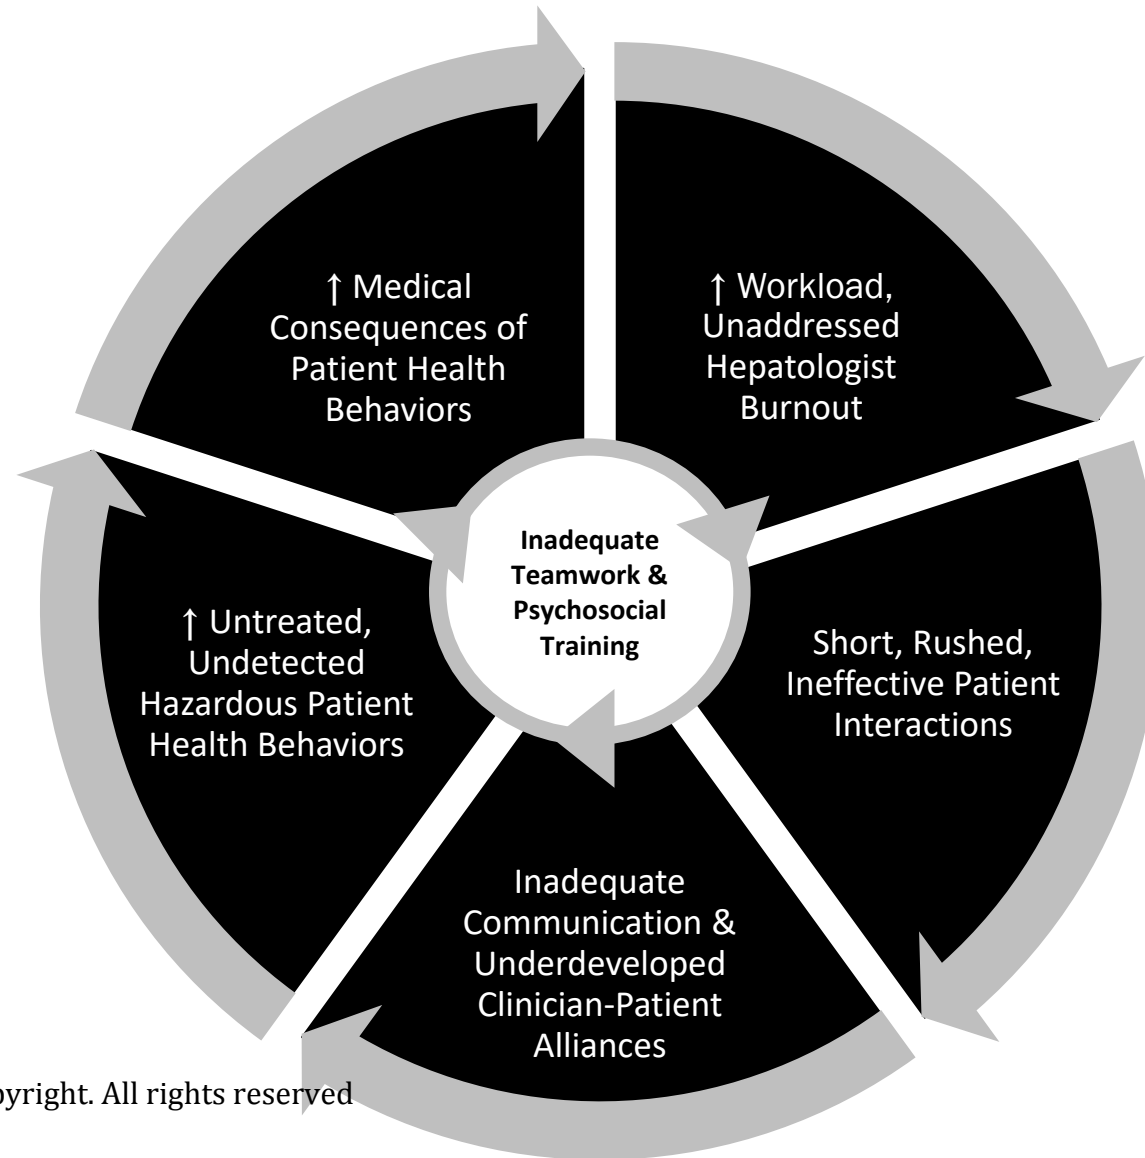 ↑ Medical
Consequences of
Patient Health
Behaviors
↑ Workload,
Unaddressed
Hepatologist
Burnout
Inadequate
Teamwork &
Psychosocial
Training
↑ Untreated,
Undetected
Hazardous Patient
Health Behaviors
Short, Rushed,
Ineffective Patient
Interactions
Inadequate
Communication &
Underdeveloped
Clinician-Patient
Alliances
pyright. All rights reserved